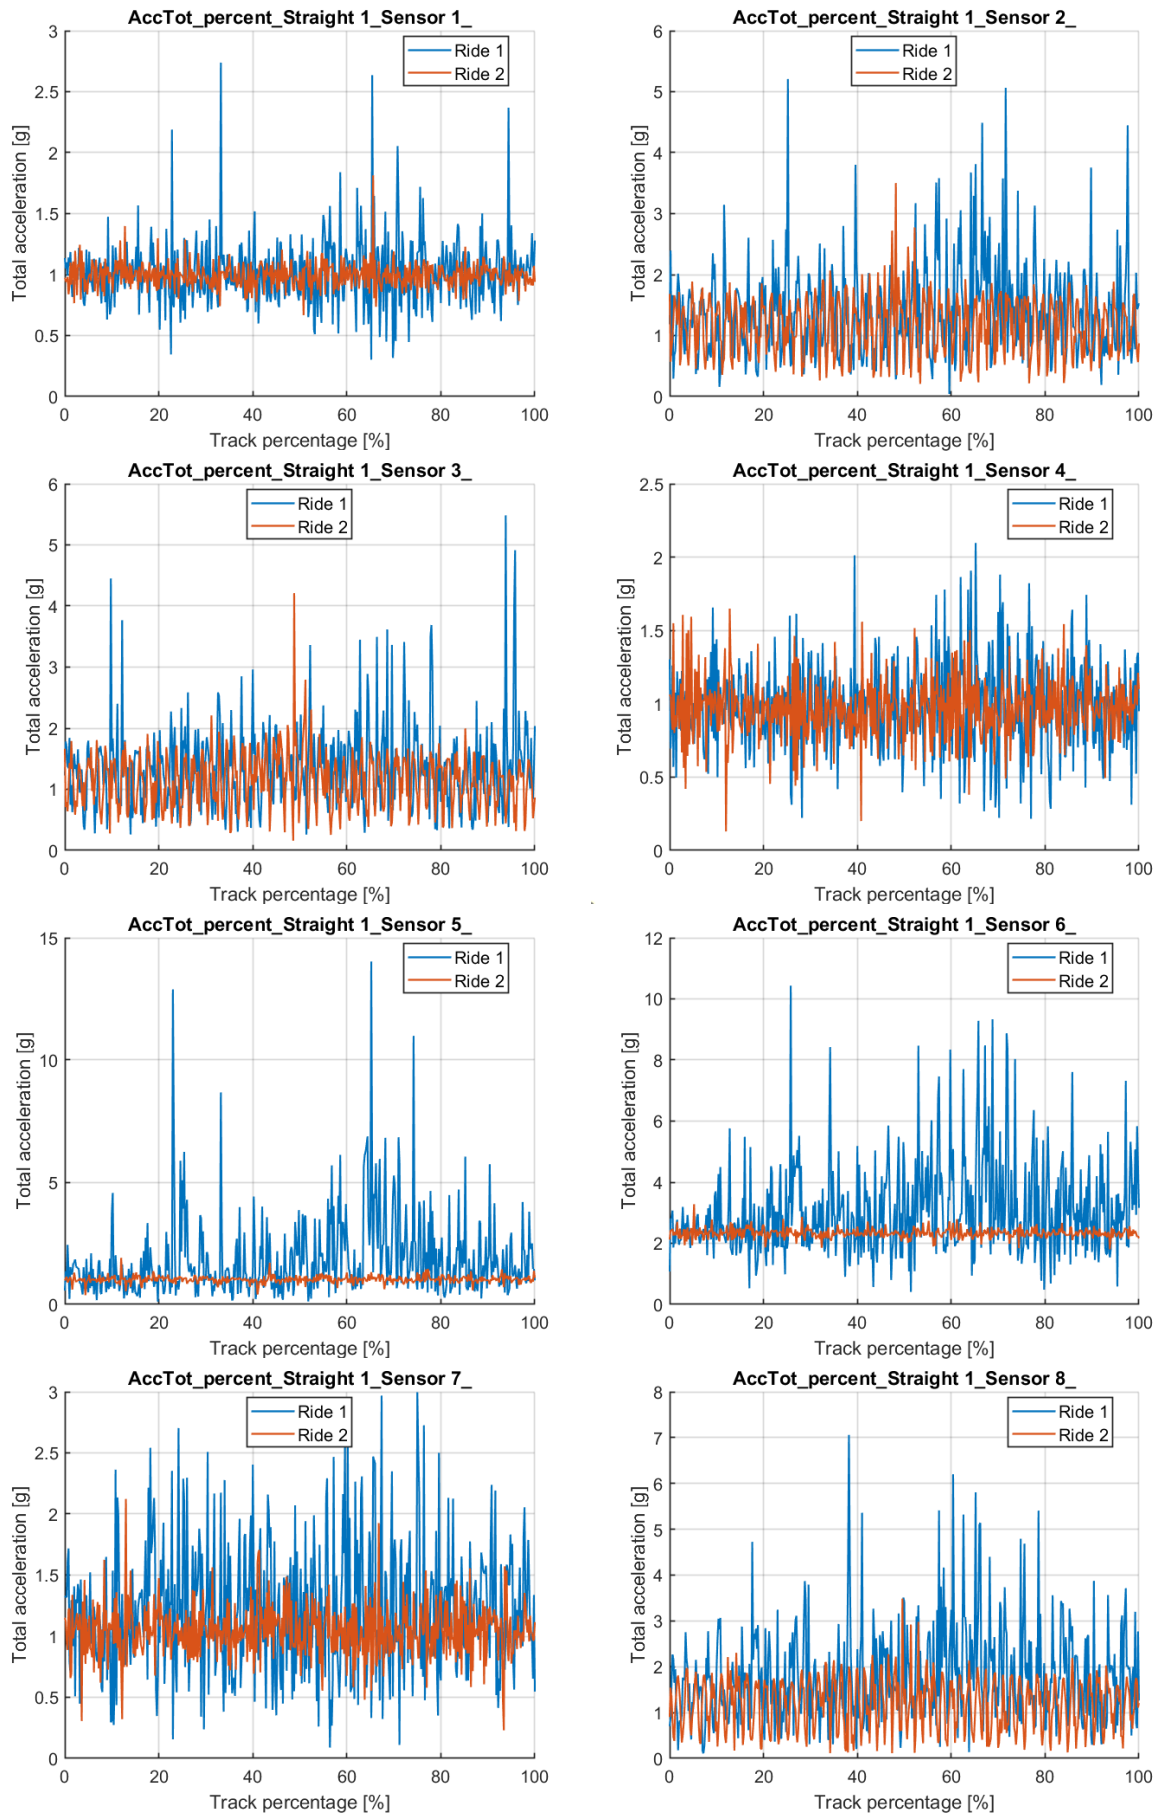 AccTot_percent_Straight 1_Sensor 1_
Total acceleration [g]
3
2.5
2
1.5
1
0.5
0
Ride 1
Ride 2
0 20 40 60 80 100
Track percentage [%]
AccTot_percent_Straight 1_Sensor 2_
Total acceleration [g]
6
5
4
3
2
1
0
Ride 1
Ride 2
0 20 40 60 80 100
Track percentage [%]
AccTot_percent_Straight 1_Sensor 3_
Total acceleration [g]
6
5
4
3
2
1
0
Ride 1
Ride 2
0 20 40 60 80 100
Track percentage [%]
AccTot_percent_Straight 1_Sensor 4_
Total acceleration [g]
2.5
2
1.5
1
0.5
0
Ride 1
Ride 2
0 20 40 60 80 100
Track percentage [%]
AccTot_percent_Straight 1_Sensor 5_
Total acceleration [g]
15
10
5
0
Ride 1
Ride 2
0 20 40 60 80 100
Track percentage [%]
AccTot_percent_Straight 1_Sensor 6_
Total acceleration [g]
12
10
8
6
4
2
0
Ride 1
Ride 2
0 20 40 60 80 100
Track percentage [%]
AccTot_percent_Straight 1_Sensor 7_
Total acceleration [g]
3
2.5
2
1.5
1
0.5
0
Ride 1
Ride 2
0 20 40 60 80 100
Track percentage [%]
AccTot_percent_Straight 1_Sensor 8_
Total acceleration [g]
8
7
6
5
4
3
2
1
0
Ride 1
Ride 2
0 20 40 60 80 100
Track percentage [%]